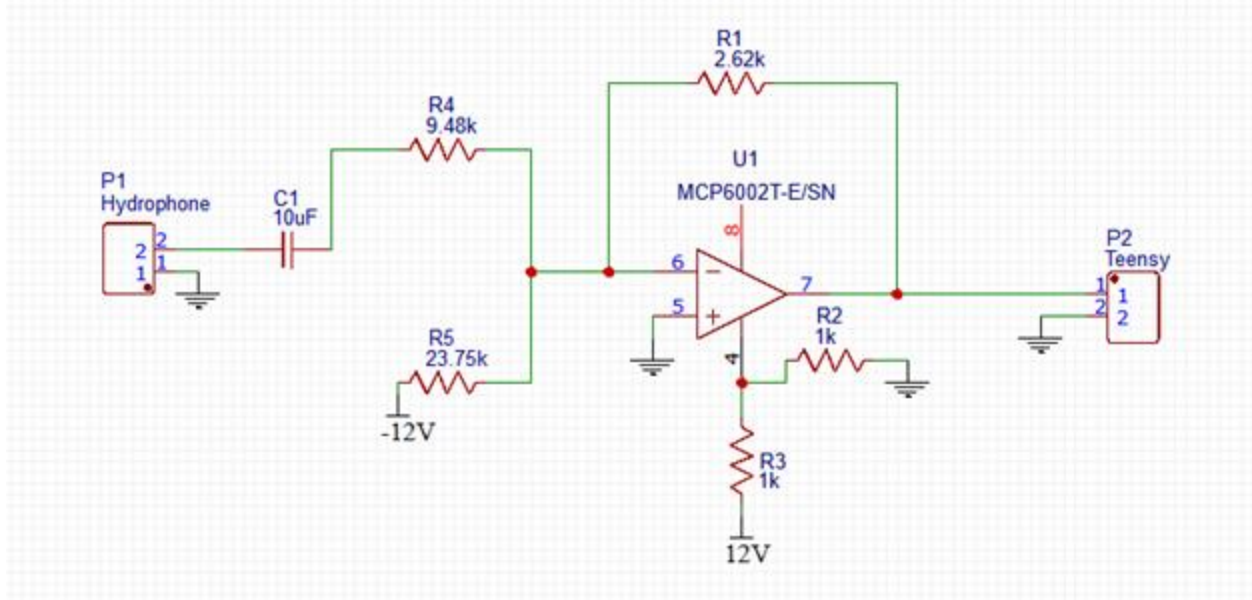 R1
2.62k
R4
9.48k
U1
MCP6002T-E/SN
P1
Hydrophone
C1
10uF
2
2
1
1
8
6
−
5
+
7
4
P2
Teensy
1
1
2
2
R2
1k
R5
23.75k
-12V
R3
1k
12V